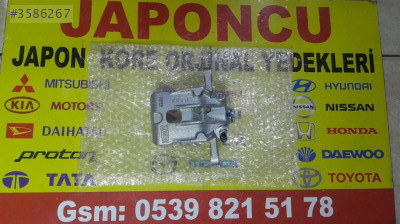 #3586267
JAPONCU
JAPON KORE ORJİNAL YEDEKLERİ
MITSUBISHI
HYUNDAI
KIA MOTORS
NISSAN
DAIHATSU
HONDA
proton
DAEWOO
TATA
TOYOTA
Gsm: 0539 821 51 78